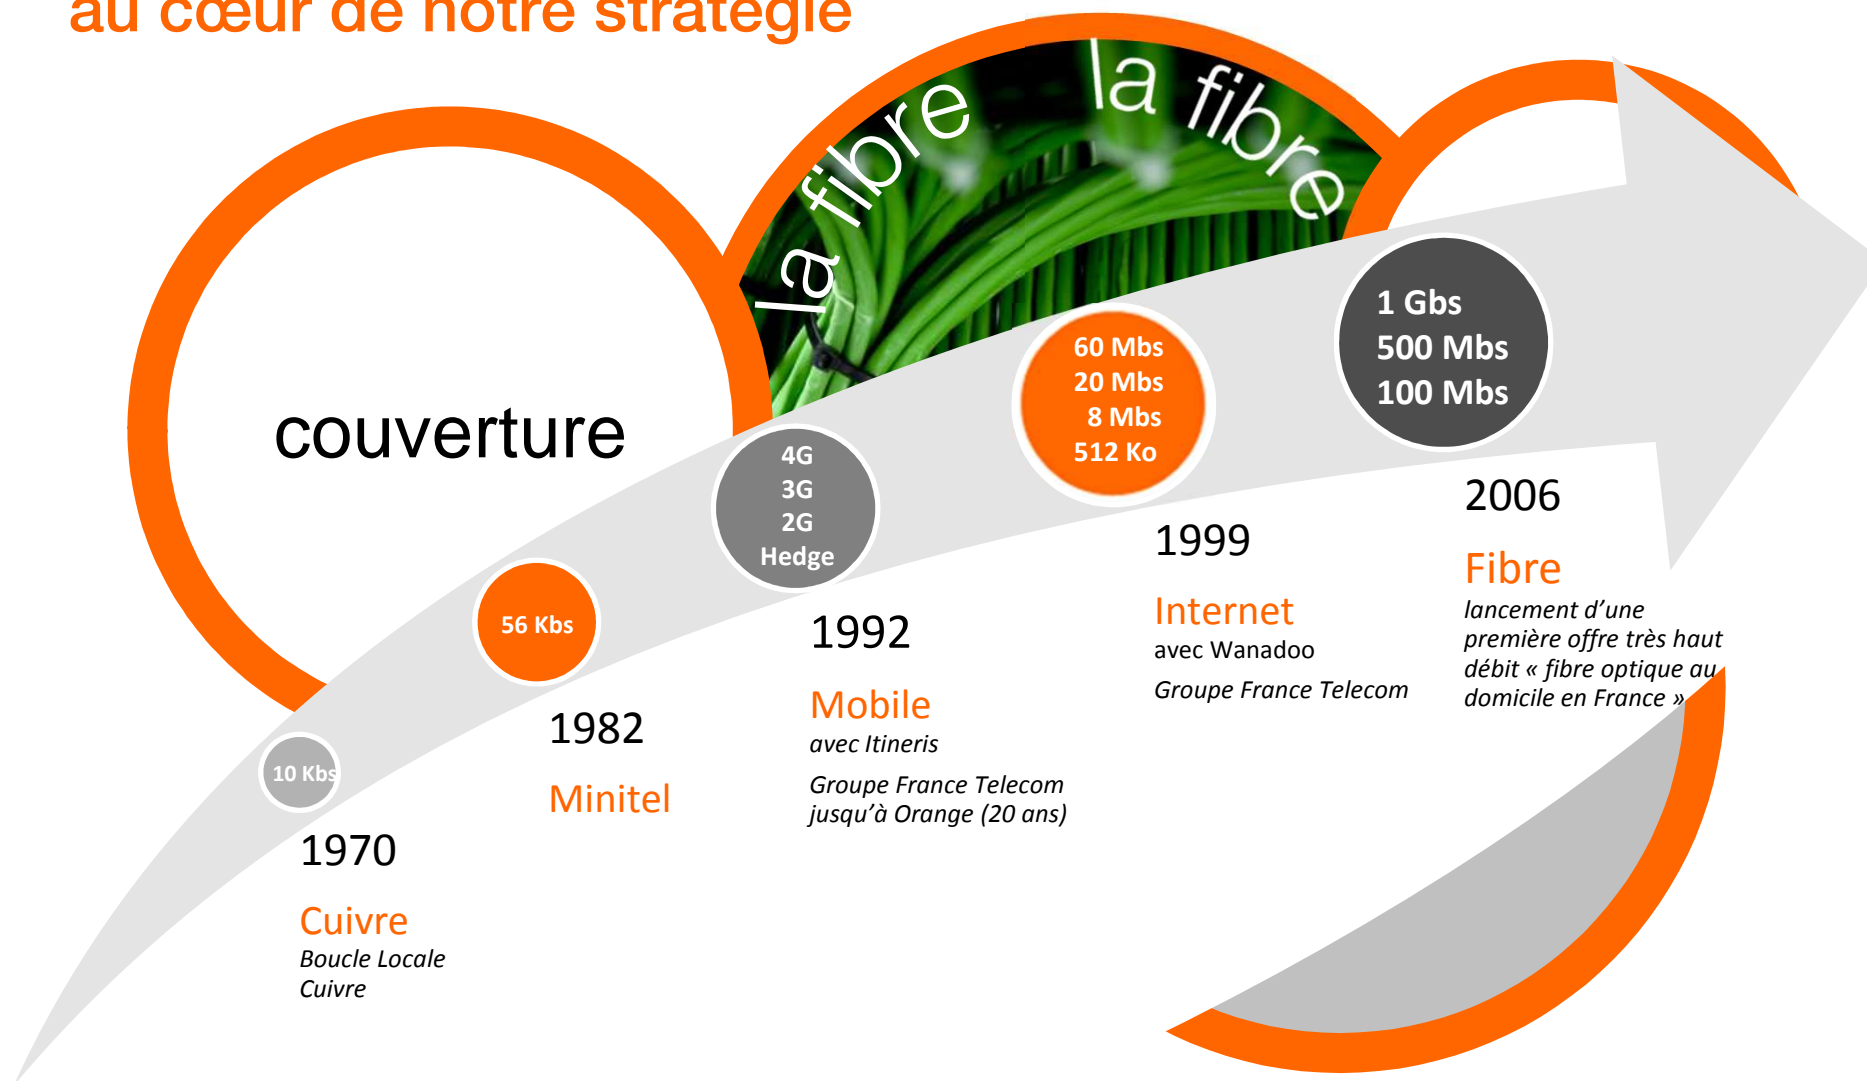 au cœur de notre stratégie
la fibre
la fibre
couverture
10 Kbs
1970
Cuivre
Boucle Locale
Cuivre
56 Kbs
1982
Minitel
4G
3G
2G
Hedge
1992
Mobile
avec Itineris
Groupe France Telecom
jusqu’à Orange (20 ans)
60 Mbs
20 Mbs
8 Mbs
512 Ko
1999
Internet
avec Wanadoo
Groupe France Telecom
1 Gbs
500 Mbs
100 Mbs
2006
Fibre
lancement d’une
première offre très haut
débit « fibre optique au
domicile en France »